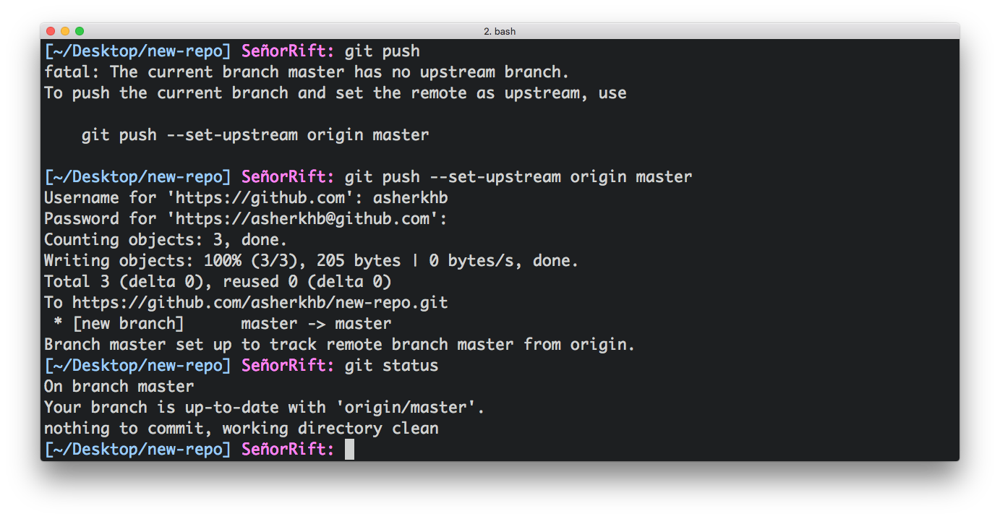 2. bash
[~/Desktop/new-repo] SeñorRift: git push
fatal: The current branch master has no upstream branch.
To push the current branch and set the remote as upstream, use
    git push --set-upstream origin master
[~/Desktop/new-repo] SeñorRift: git push --set-upstream origin master
Username for 'https://github.com': asherkhb
Password for 'https://asherkhb@github.com':
Counting objects: 3, done.
Writing objects: 100% (3/3), 205 bytes | 0 bytes/s, done.
Total 3 (delta 0), reused 0 (delta 0)
To https://github.com/asherkhb/new-repo.git
 * [new branch]      master -> master
Branch master set up to track remote branch master from origin.
[~/Desktop/new-repo] SeñorRift: git status
On branch master
Your branch is up-to-date with 'origin/master'.
nothing to commit, working directory clean
[~/Desktop/new-repo] SeñorRift: